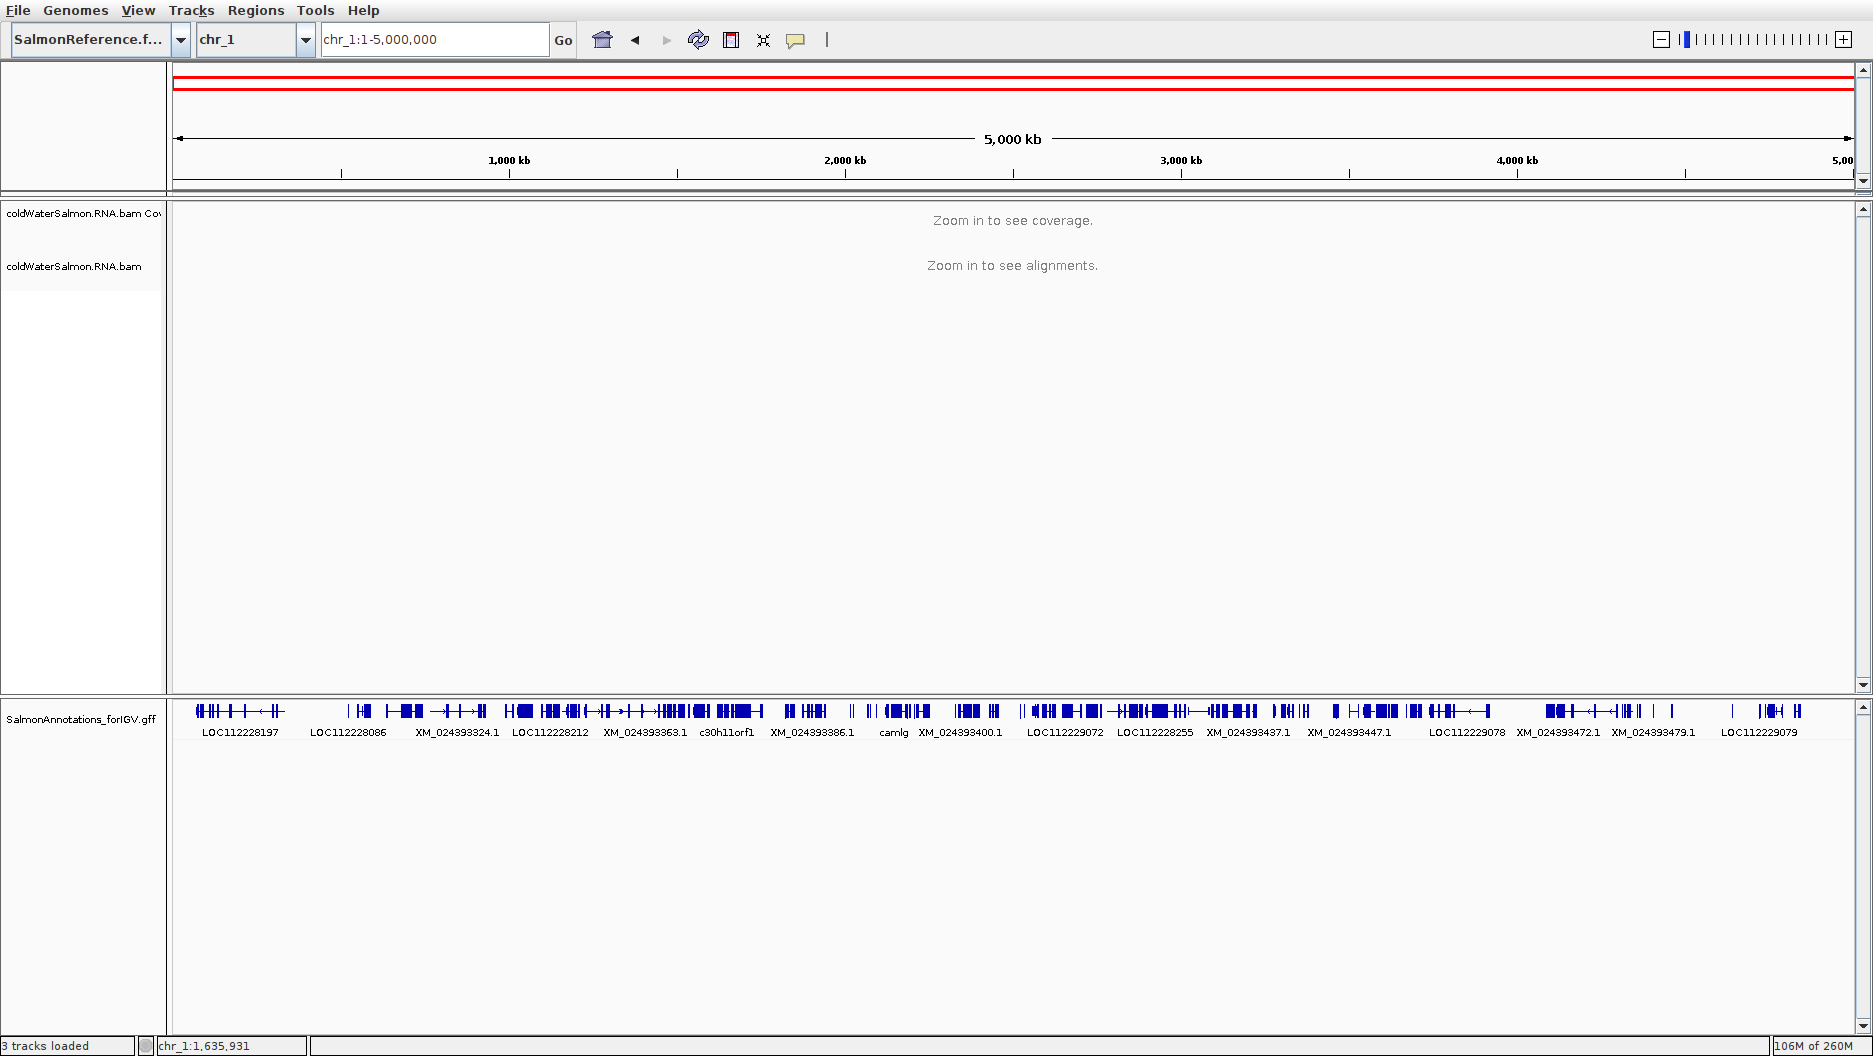 File Genomes View Tracks Regions Tools Help
SalmonReference.f... chr_1 chr_1:1-5,000,000 Go
5,000 kb
1,000 kb 2,000 kb 3,000 kb 4,000 kb 5,00
coldWaterSalmon.RNA.bam Cov
Zoom in to see coverage.
coldWaterSalmon.RNA.bam
Zoom in to see alignments.
SalmonAnnotations_forIGV.gff
LOC112228197 LOC112228086 XM_024393324.1 LOC112228212 XM_024393363.1 c30h11orf1 XM_024393386.1 camlg XM_024393400.1 LOC112229072 LOC112228255 XM_024393437.1 XM_024393447.1 LOC112229078 XM_024393472.1 XM_024393479.1 LOC112229079
3 tracks loaded chr_1:1,635,931 106M of 260M